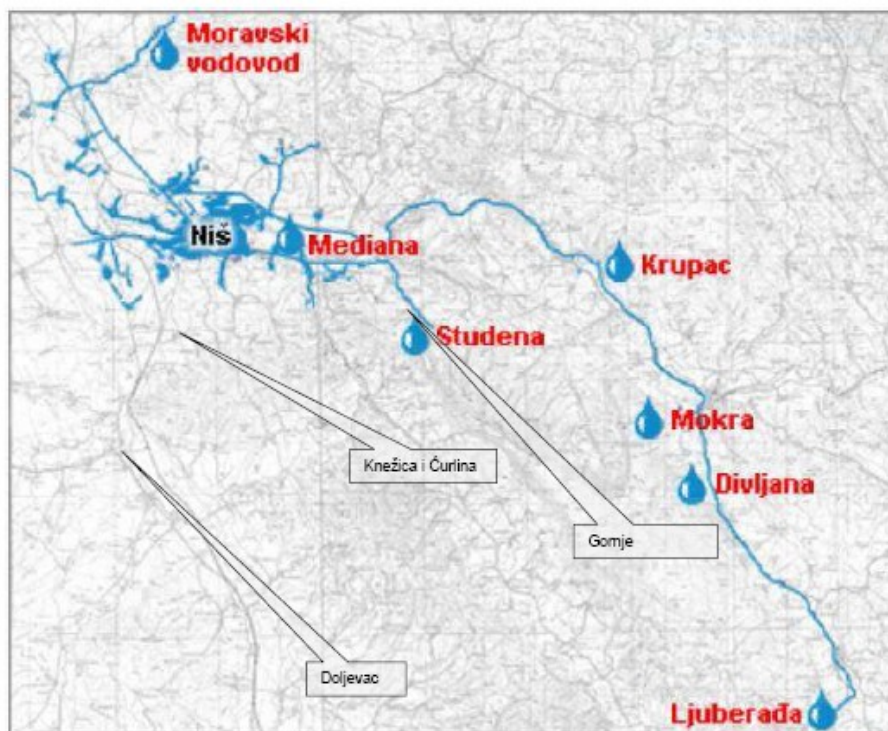 Moravski
vodovod
Niš
Mediana
Krupac
Studena
Mokra
Knežica i Ćurlina
Divljana
Gornje
Doljevac
Ljuberađa